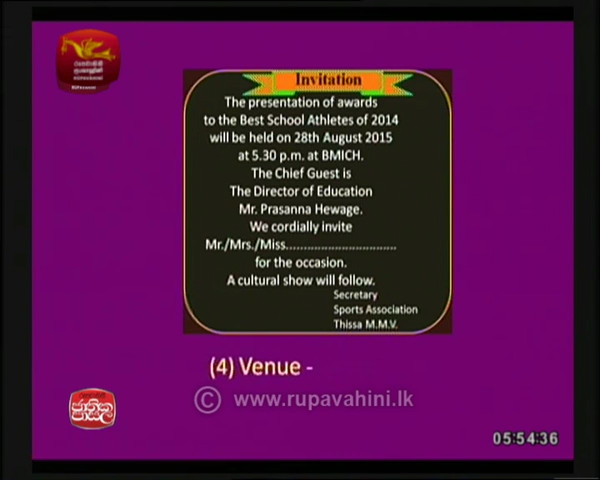 Invitation
The presentation of awards
to the Best School Athletes of 2014
will be held on 28th August 2015
at 5.30 p.m. at BMICH.
The Chief Guest is
The Director of Education
Mr. Prasanna Hewage.
We cordially invite
Mr./Mrs./Miss................................
for the occasion.
A cultural show will follow.
Secretary
Sports Association
Thissa M.M.V.
(4) Venue -
© www.rupavahini.lk
ජාතික
පාසල
05:54:36